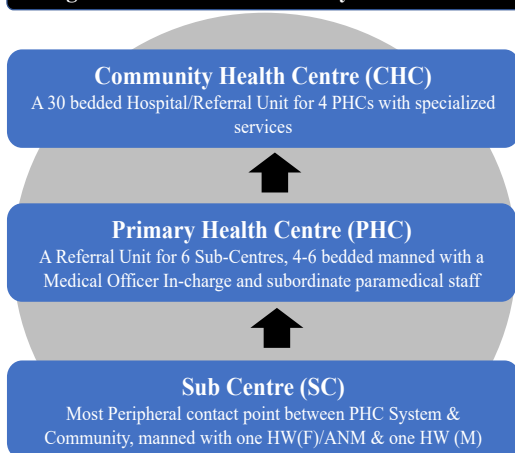 Community Health Centre (CHC)
A 30 bedded Hospital/Referral Unit for 4 PHCs with specialized
services
Primary Health Centre (PHC)
A Referral Unit for 6 Sub-Centres, 4-6 bedded manned with a
Medical Officer In-charge and subordinate paramedical staff
Sub Centre (SC)
Most Peripheral contact point between PHC System &
Community, manned with one HW(F)/ANM & one HW (M)